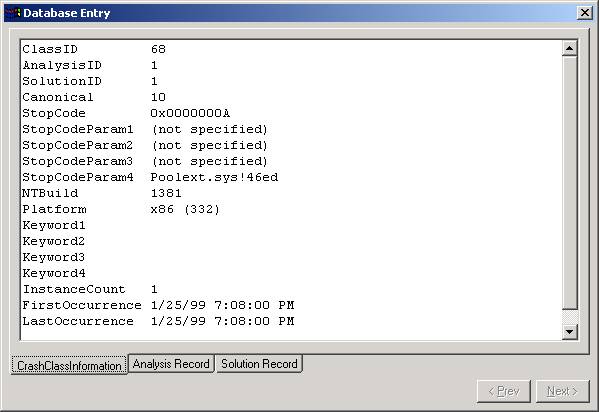 Database Entry
ClassID 68
AnalysisID 1
SolutionID 1
Canonical 10
StopCode 0x0000000A
StopCodeParam1 (not specified)
StopCodeParam2 (not specified)
StopCodeParam3 (not specified)
StopCodeParam4 Poolext.sys!46ed
NTBuild 1381
Platform x86 (332)
Keyword1
Keyword2
Keyword3
Keyword4
InstanceCount 1
FirstOccurrence 1/25/99 7:08:00 PM
LastOccurrence 1/25/99 7:08:00 PM
CrashClassInformation Analysis Record Solution Record
< Prev Next >